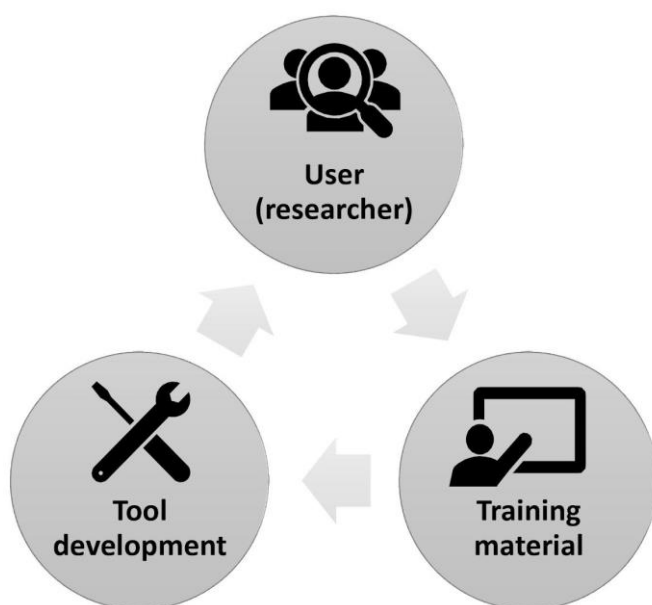 User
(researcher)
Tool
development
Training
material